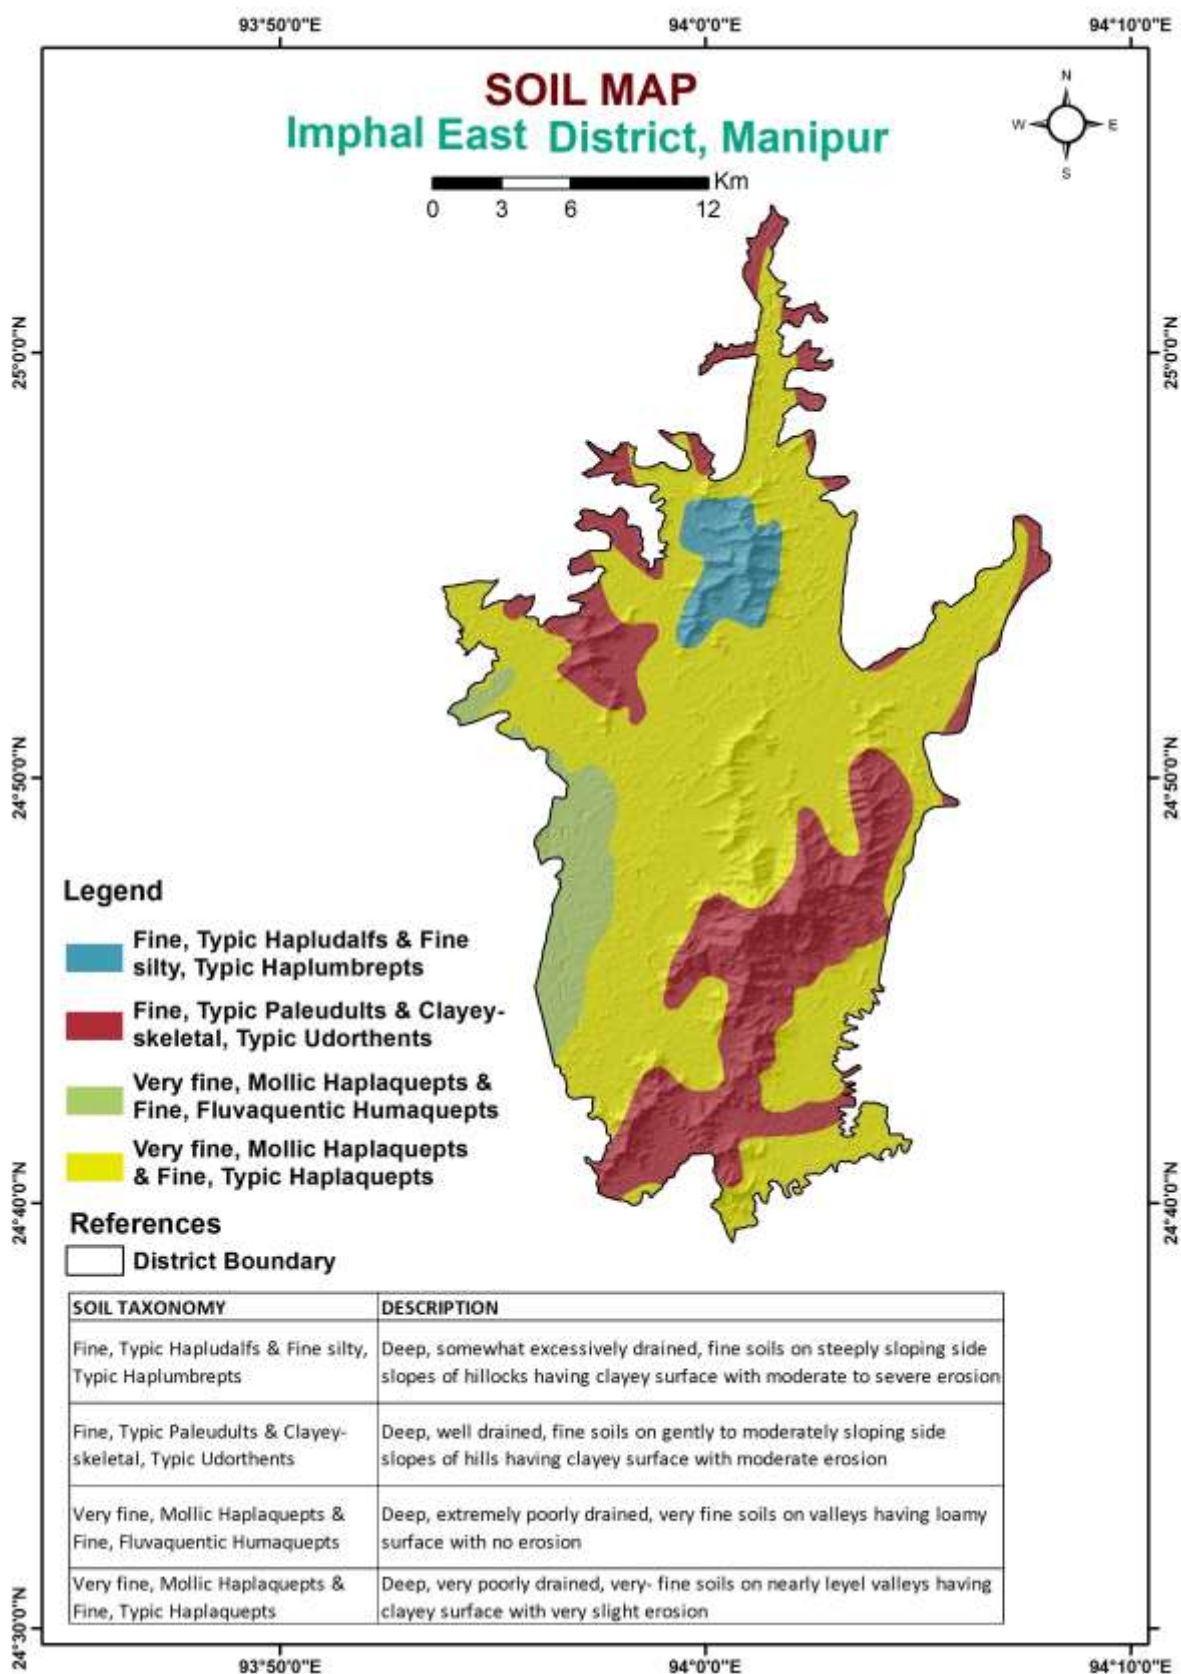 93°50'0"E 94°0'0"E 94°10'0"E
SOIL MAP
Imphal East District, Manipur
N
W E
S
Km
0 3 6 12
25°0'0"N 25°0'0"N
24°50'0"N 24°50'0"N
Legend
Fine, Typic Hapludalfs & Fine
silty, Typic Haplumbrepts
Fine, Typic Paleudults & Clayey-
skeletal, Typic Udorthents
Very fine, Mollic Haplaquepts &
Fine, Fluvaquentic Humaquepts
Very fine, Mollic Haplaquepts
& Fine, Typic Haplaquepts
24°40'0"N 24°40'0"N
References
District Boundary
SOIL TAXONOMY DESCRIPTION
Fine, Typic Hapludalfs & Fine silty, Deep, somewhat excessively drained, fine soils on steeply sloping side
Typic Haplumbrepts slopes of hillocks having clayey surface with moderate to severe erosion
Fine, Typic Paleudults & Clayey- Deep, well drained, fine soils on gently to moderately sloping side
skeletal, Typic Udorthents slopes of hills having clayey surface with moderate erosion
Very fine, Mollic Haplaquepts & Deep, extremely poorly drained, very fine soils on valleys having loamy
Fine, Fluvaquentic Humaquepts surface with no erosion
Very fine, Mollic Haplaquepts & Deep, very poorly drained, very- fine soils on nearly level valleys having
Fine, Typic Haplaquepts clayey surface with very slight erosion
24°30'0"N
93°50'0"E 94°0'0"E 94°10'0"E